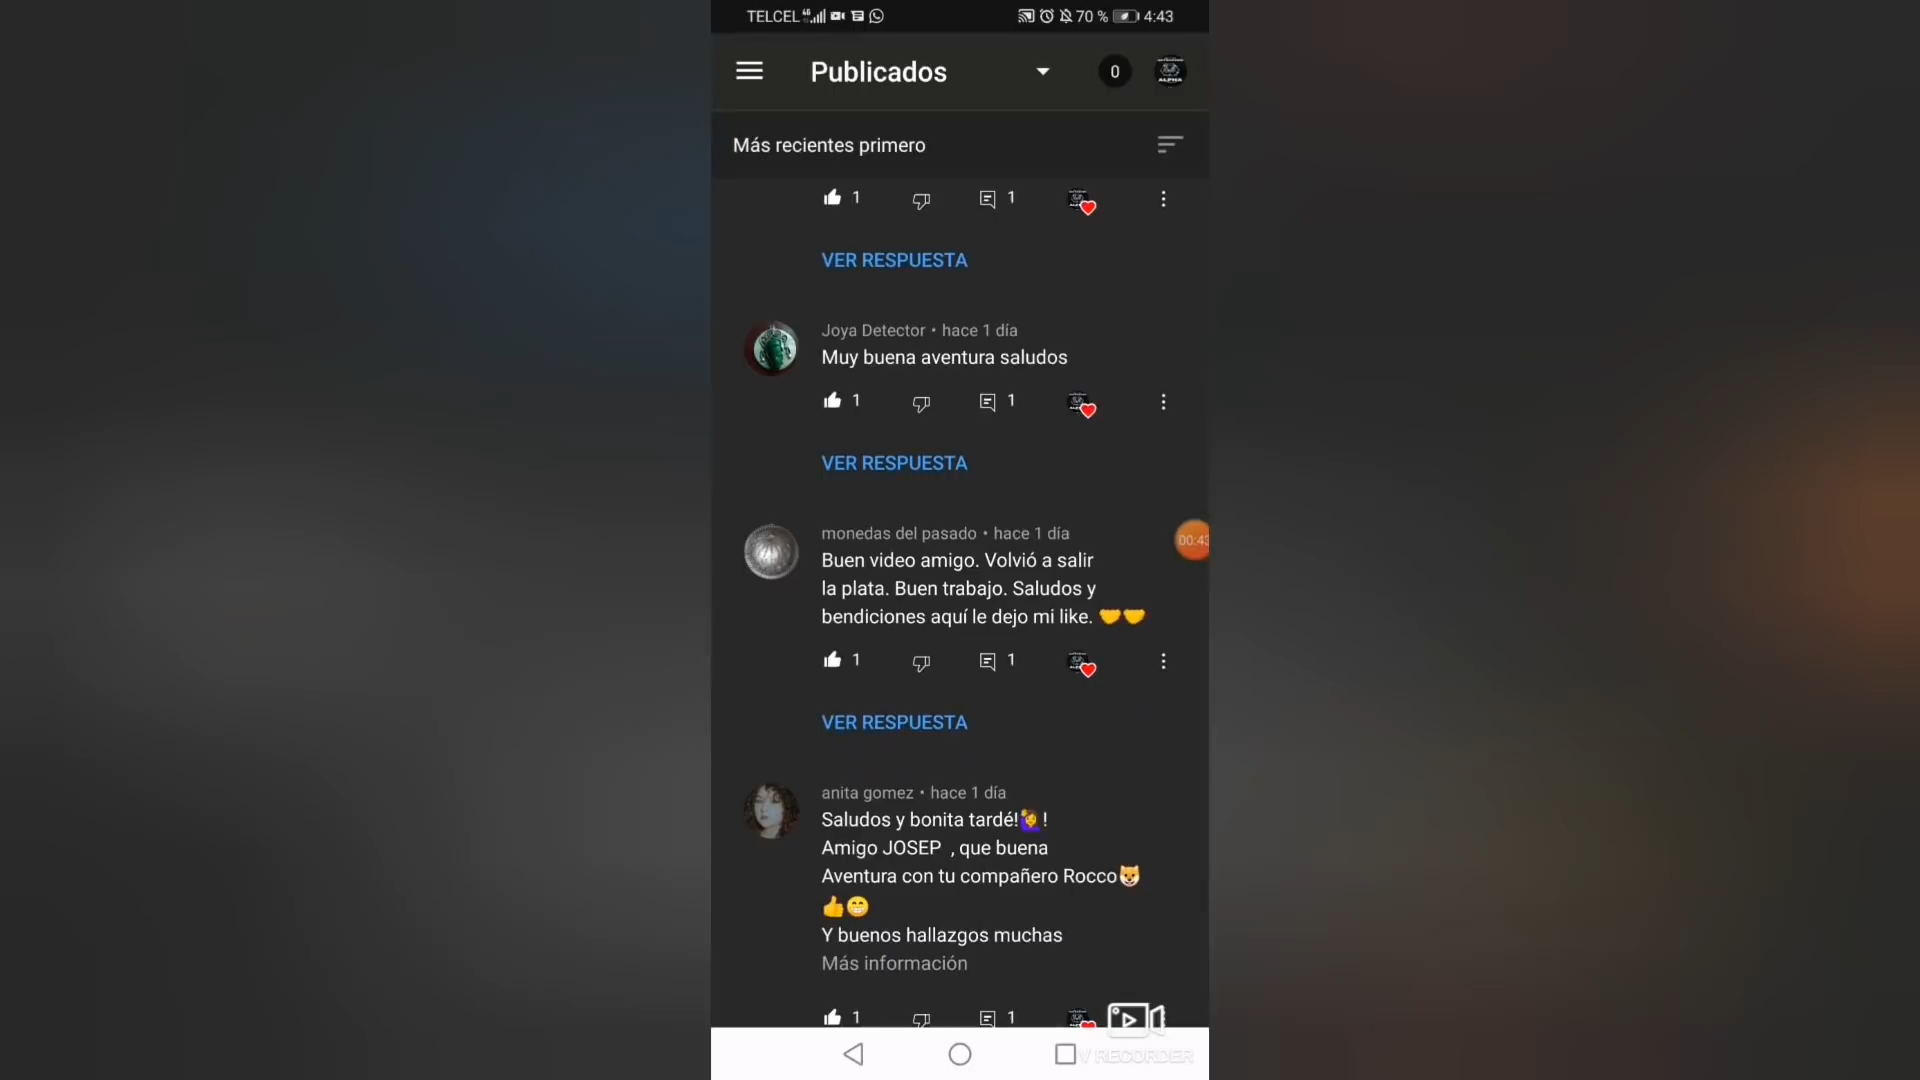 TELCEL 70 % 4:43
Publicados 0
ALPHA
Más recientes primero
1 1
VER RESPUESTA
Joya Detector • hace 1 día
Muy buena aventura saludos
1 1
VER RESPUESTA
monedas del pasado • hace 1 día
00:43
Buen video amigo. Volvió a salir
la plata. Buen trabajo. Saludos y
bendiciones aquí le dejo mi like. 🤝🤝
1 1
VER RESPUESTA
anita gomez • hace 1 día
Saludos y bonita tardé!🙋‍♀️!
Amigo JOSEP , que buena
Aventura con tu compañero Rocco🐺
👍😁
Y buenos hallazgos muchas
Más información
1 1
V RECORDER